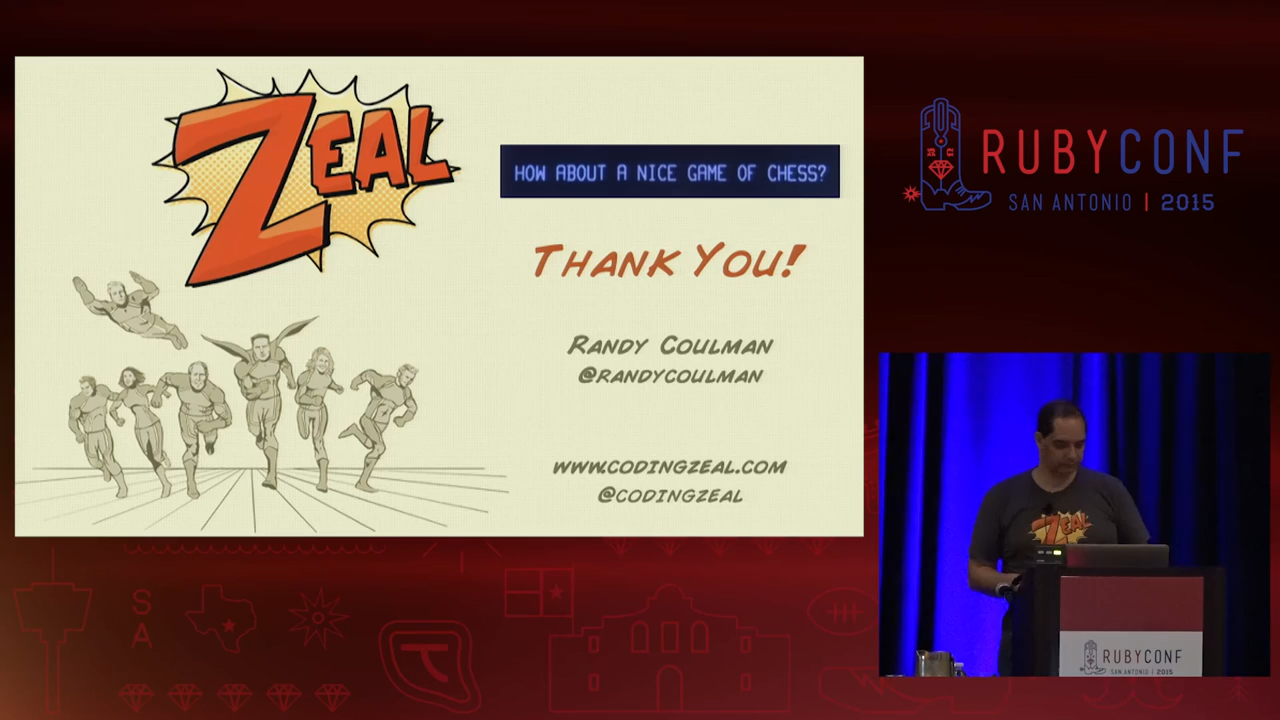 ZEAL
HOW ABOUT A NICE GAME OF CHESS?
THANK YOU!
RANDY COULMAN
@RANDYCOULMAN
WWW.CODINGZEAL.COM
@CODINGZEAL
RUBYCONF
SAN ANTONIO | 2015
ZEAL
RUBYCONF
SAN ANTONIO | 2015
S
A